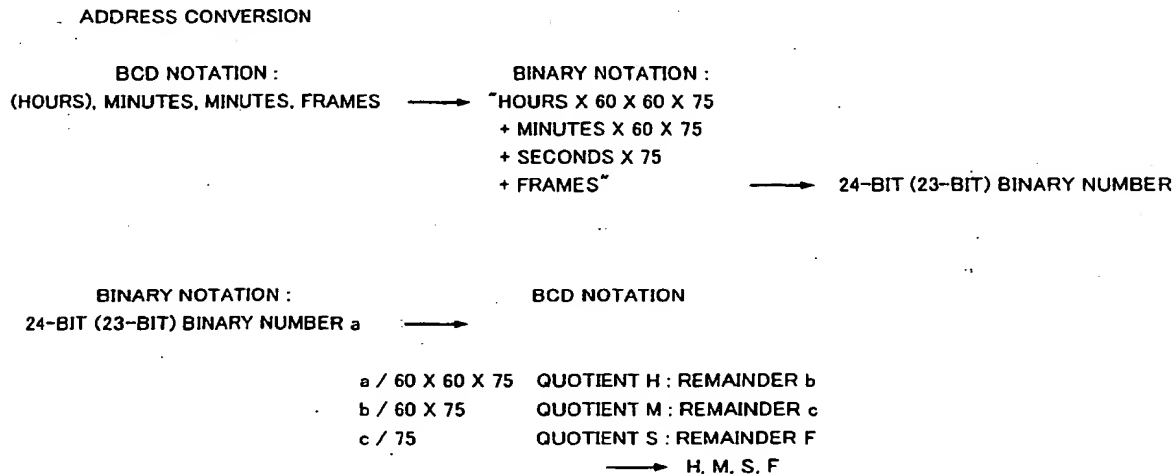 ADDRESS CONVERSION
BCD NOTATION :
(HOURS), MINUTES, MINUTES, FRAMES ⟶
BINARY NOTATION :
"HOURS X 60 X 60 X 75
+ MINUTES X 60 X 75
+ SECONDS X 75
+ FRAMES" ⟶ 24-BIT (23-BIT) BINARY NUMBER
BINARY NOTATION :
24-BIT (23-BIT) BINARY NUMBER a ⟶
BCD NOTATION
a / 60 X 60 X 75 QUOTIENT H : REMAINDER b
b / 60 X 75 QUOTIENT M : REMAINDER c
c / 75 QUOTIENT S : REMAINDER F
⟶ H, M, S, F